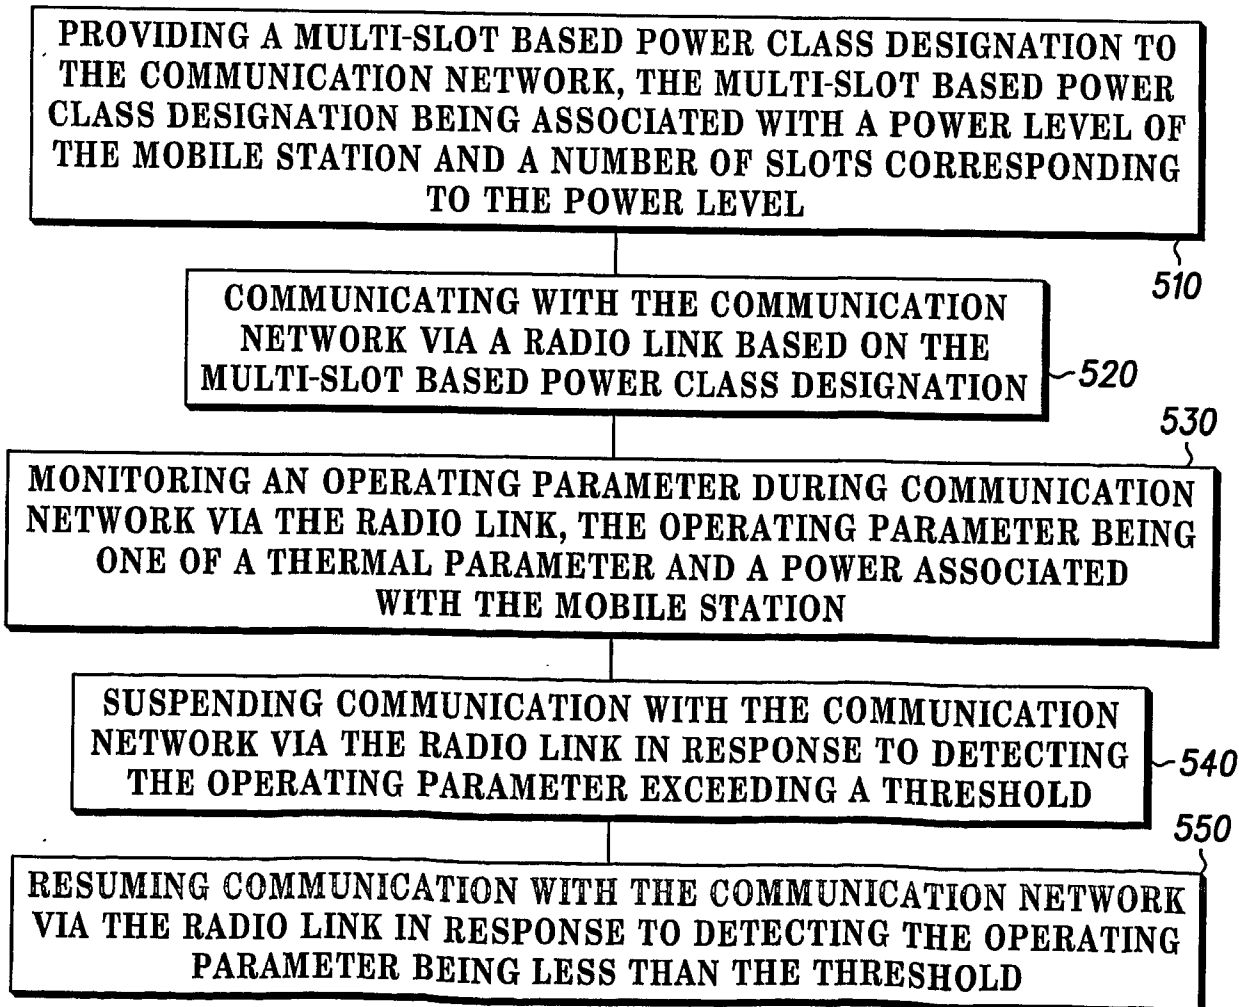 PROVIDING A MULTI-SLOT BASED POWER CLASS DESIGNATION TO
THE COMMUNICATION NETWORK, THE MULTI-SLOT BASED POWER
CLASS DESIGNATION BEING ASSOCIATED WITH A POWER LEVEL OF
THE MOBILE STATION AND A NUMBER OF SLOTS CORRESPONDING
TO THE POWER LEVEL
510
COMMUNICATING WITH THE COMMUNICATION
NETWORK VIA A RADIO LINK BASED ON THE
MULTI-SLOT BASED POWER CLASS DESIGNATION
520
530
MONITORING AN OPERATING PARAMETER DURING COMMUNICATION
NETWORK VIA THE RADIO LINK, THE OPERATING PARAMETER BEING
ONE OF A THERMAL PARAMETER AND A POWER ASSOCIATED
WITH THE MOBILE STATION
SUSPENDING COMMUNICATION WITH THE COMMUNICATION
NETWORK VIA THE RADIO LINK IN RESPONSE TO DETECTING
THE OPERATING PARAMETER EXCEEDING A THRESHOLD
540
550
RESUMING COMMUNICATION WITH THE COMMUNICATION NETWORK
VIA THE RADIO LINK IN RESPONSE TO DETECTING THE OPERATING
PARAMETER BEING LESS THAN THE THRESHOLD